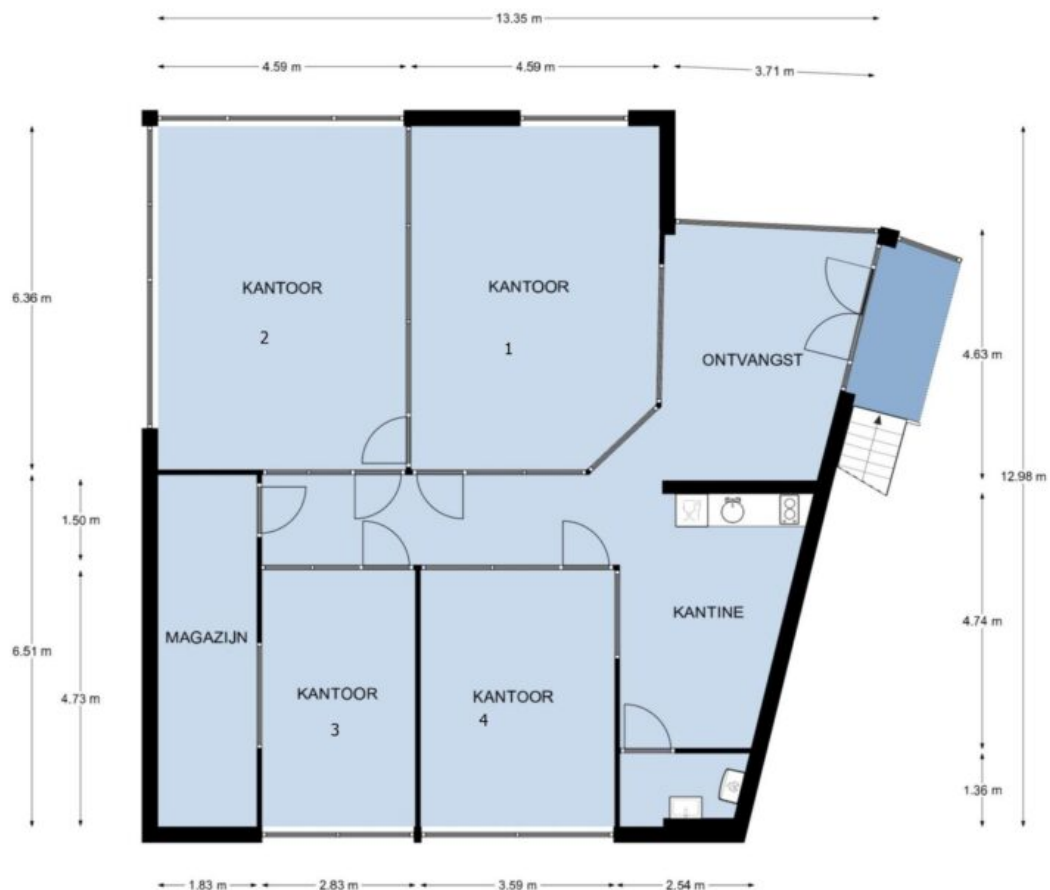 13.35 m
4.59 m
4.59 m
3.71 m
KANTOOR
2
KANTOOR
1
ONTVANGST
6.36 m
4.63 m
12.98 m
1.50 m
6.51 m
4.73 m
MAGAZIJN
KANTOOR
3
KANTOOR
4
KANTINE
4.74 m
1.36 m
1.83 m
2.83 m
3.59 m
2.54 m